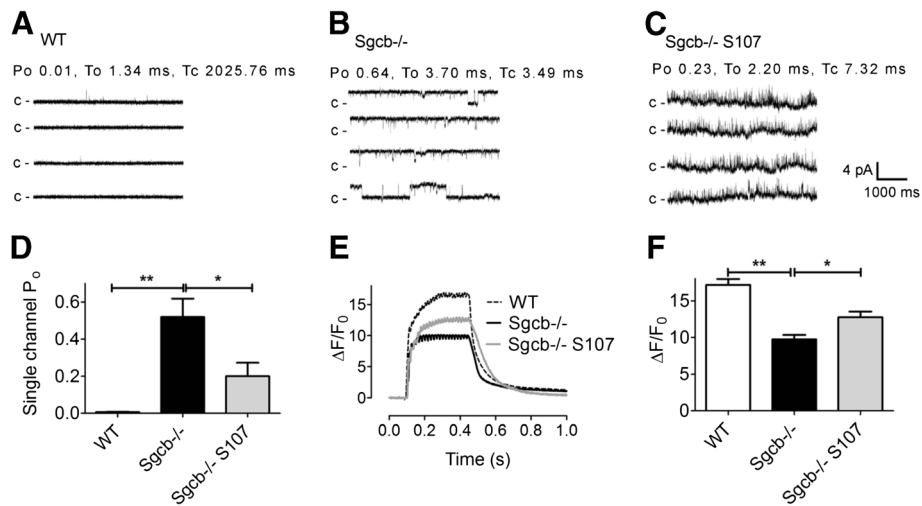 A
WT
Po 0.01, To 1.34 ms, Tc 2025.76 ms
c -
c -
c -
c -
B
Sgcb-/-
Po 0.64, To 3.70 ms, Tc 3.49 ms
c -
c -
c -
c -
C
Sgcb-/- S107
Po 0.23, To 2.20 ms, Tc 7.32 ms
c -
c -
c -
c -
4 pA
1000 ms
D
Single channel Po
0.6
0.4
0.2
0.0
**
*
WT
Sgcb-/-
Sgcb-/- S107
E
ΔF/F0
15
10
5
0
WT
Sgcb-/-
Sgcb-/- S107
0.0
0.2
0.4
0.6
0.8
1.0
Time (s)
F
ΔF/F0
15
10
5
0
**
*
WT
Sgcb-/-
Sgcb-/- S107